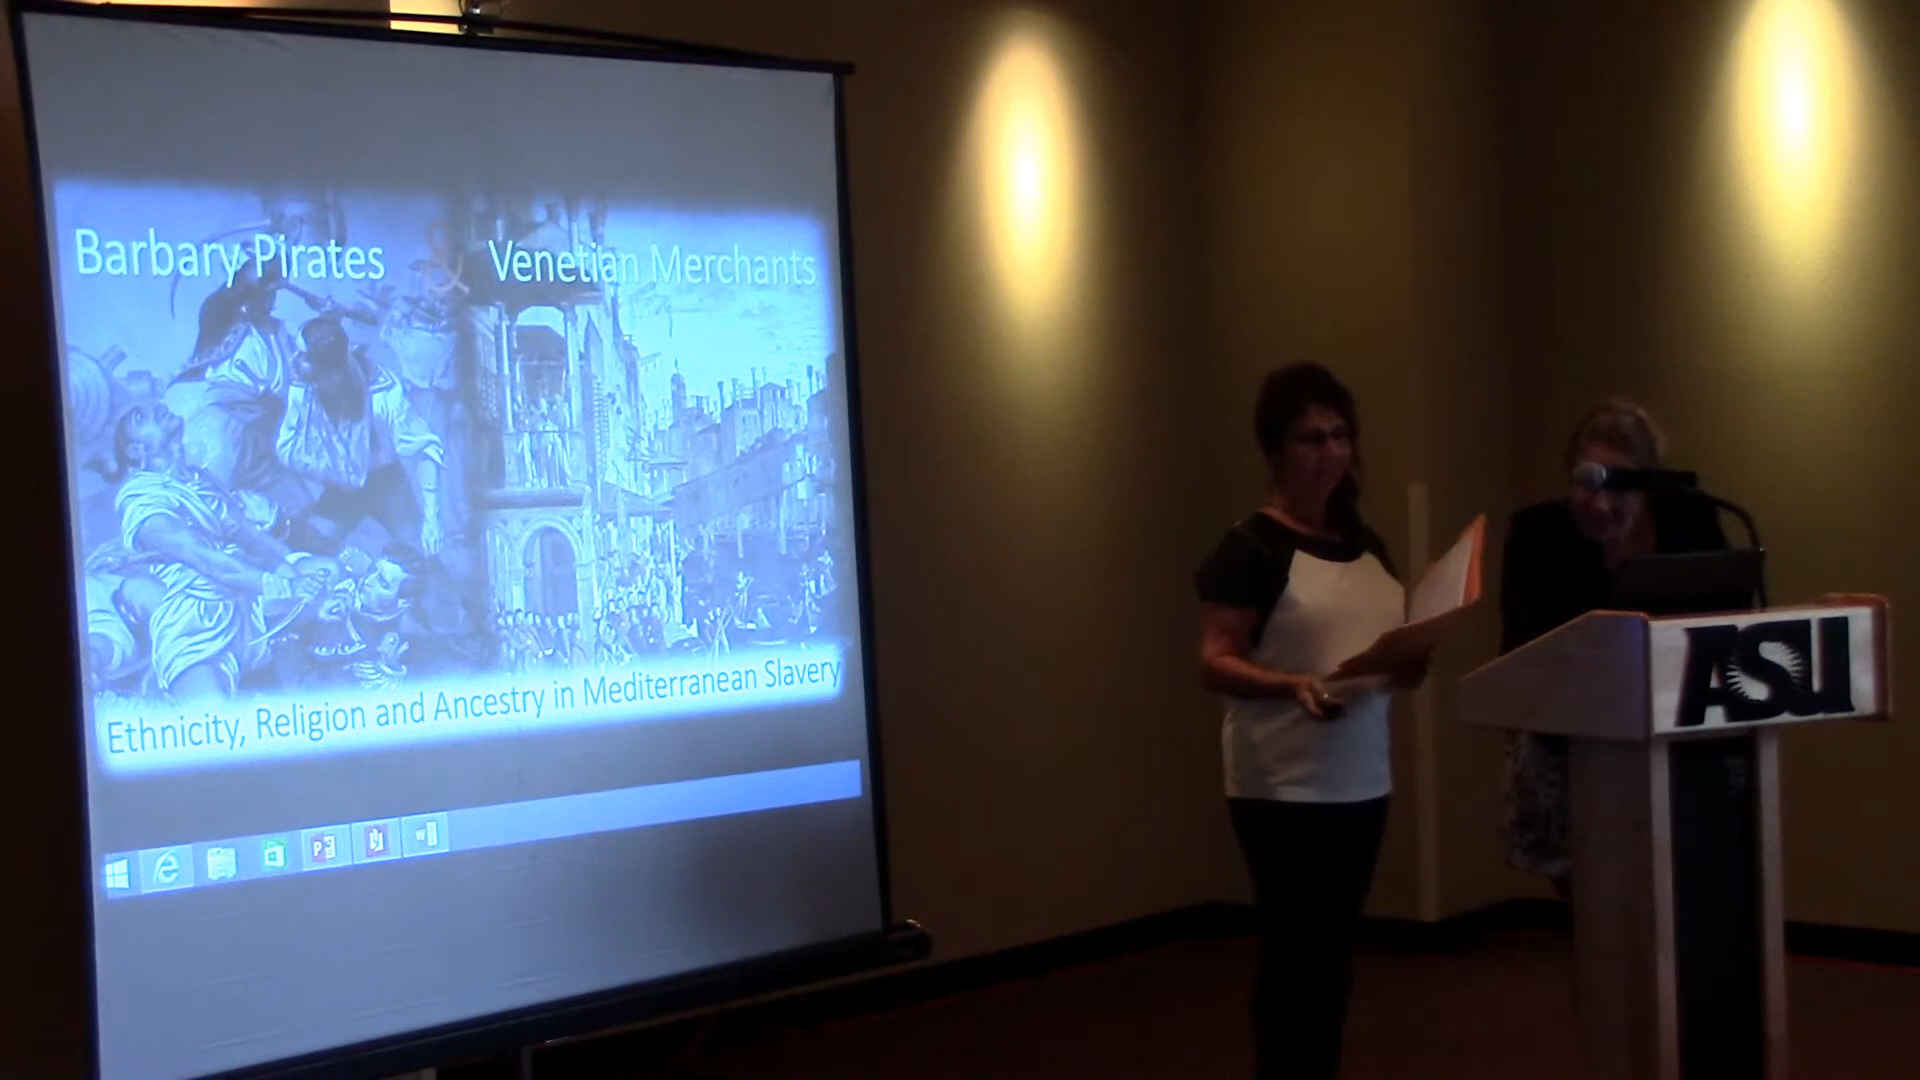 Barbary Pirates & Venetian Merchants
Ethnicity, Religion and Ancestry in Mediterranean Slavery
ASU